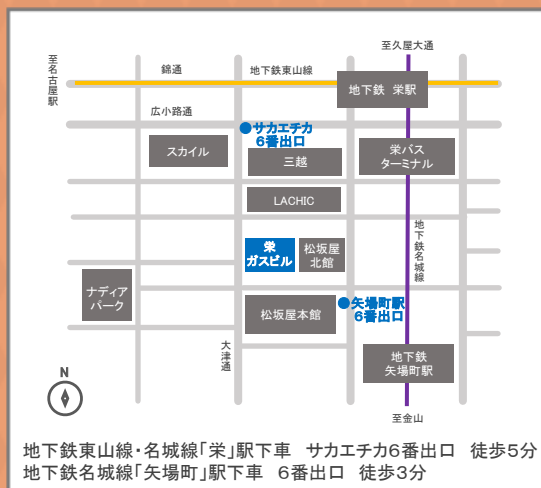 至久屋大通
至名古屋駅
錦通
地下鉄東山線
地下鉄 栄駅
広小路通
サカエチカ
6番出口
スカイル
三越
栄バス
ターミナル
LACHIC
地下鉄名城線
栄
ガスビル
松坂屋
北館
ナディア
パーク
矢場町駅
6番出口
松坂屋本館
大津通
地下鉄
矢場町駅
N
至金山
地下鉄東山線・名城線「栄」駅下車 サカエチカ6番出口 徒歩5分
地下鉄名城線「矢場町」駅下車 6番出口 徒歩3分